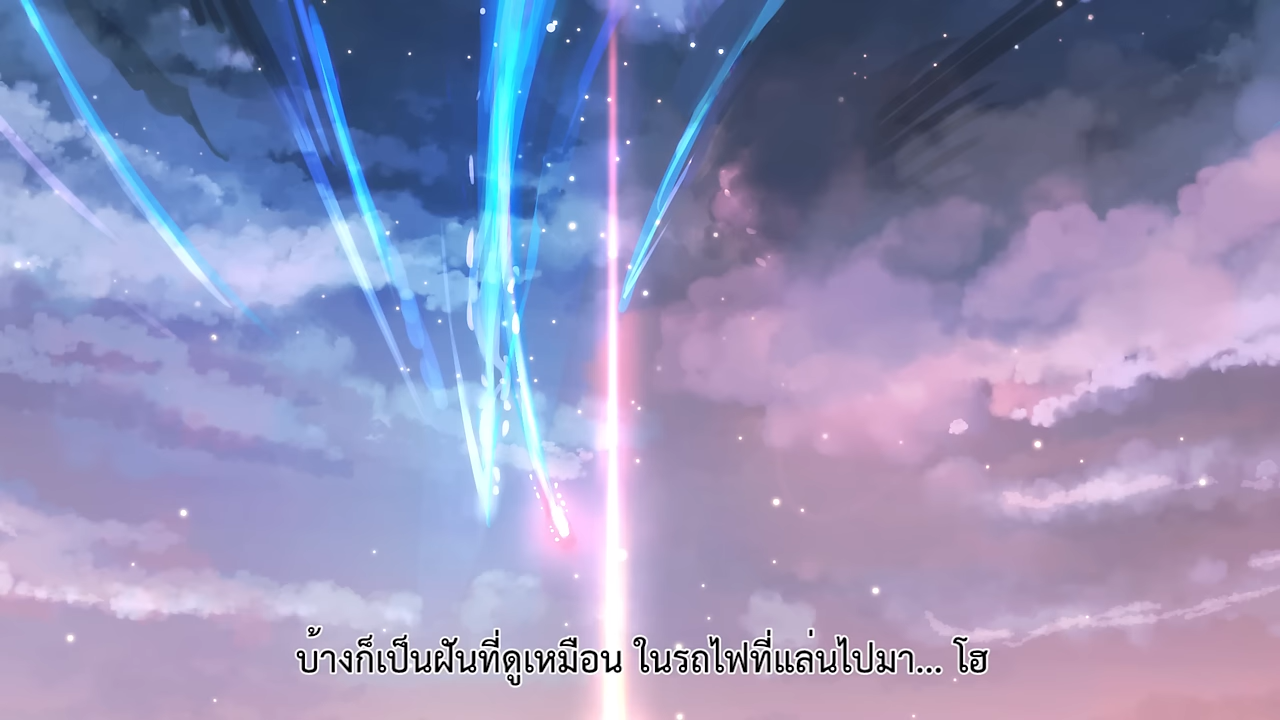 บ้างก็เป็นฝันที่ดูเหมือน ในรถไฟที่แล่นไปมา... โฮ